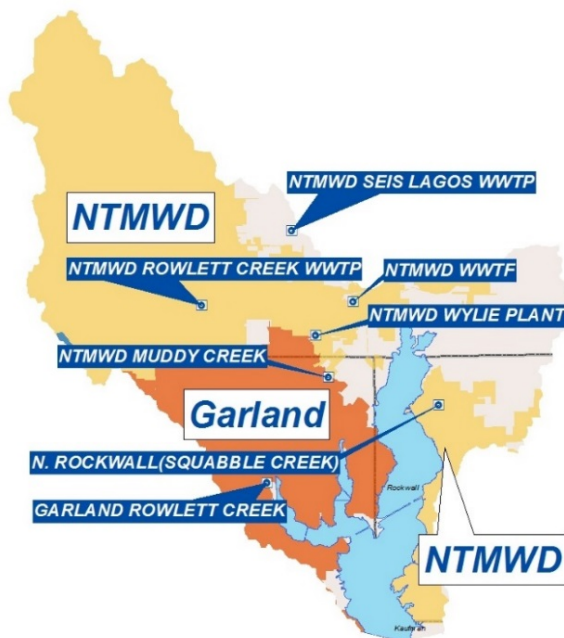 NTMWD SEIS LAGOS WWTP
NTMWD
NTMWD ROWLETT CREEK WWTP
NTMWD WWTF
NTMWD WYLIE PLANT
NTMWD MUDDY CREEK
Garland
N. ROCKWALL(SQUABBLE CREEK)
Rockwall
GARLAND ROWLETT CREEK
NTMWD
Kaufman